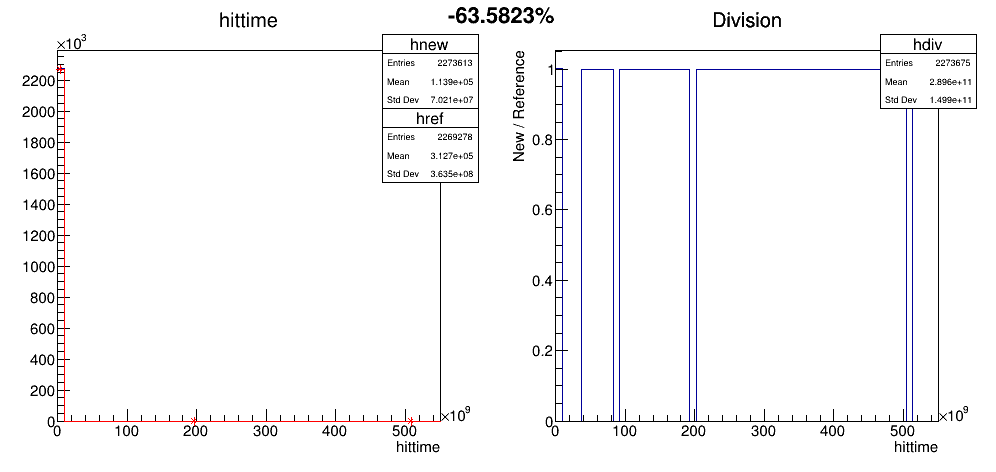 -63.5823%
hittime
×10³
hnew
Entries 2273613
Mean 1.139e+05
Std Dev 7.021e+07
href
Entries 2269278
Mean 3.127e+05
Std Dev 3.635e+08
2200
2000
1800
1600
1400
1200
1000
800
600
400
200
0
0 100 200 300 400 500
×10⁹
hittime
Division
hdiv
Entries 2273675
Mean 2.896e+11
Std Dev 1.499e+11
New / Reference
1
0.8
0.6
0.4
0.2
0
0 100 200 300 400 500
×10⁹
hittime